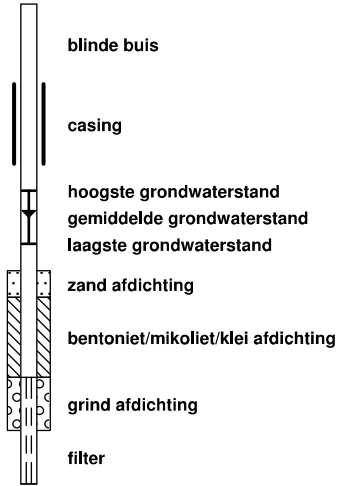 blinde buis
casing
hoogste grondwaterstand
gemiddelde grondwaterstand
laagste grondwaterstand
zand afdichting
bentoniet/mikoliet/klei afdichting
grind afdichting
filter